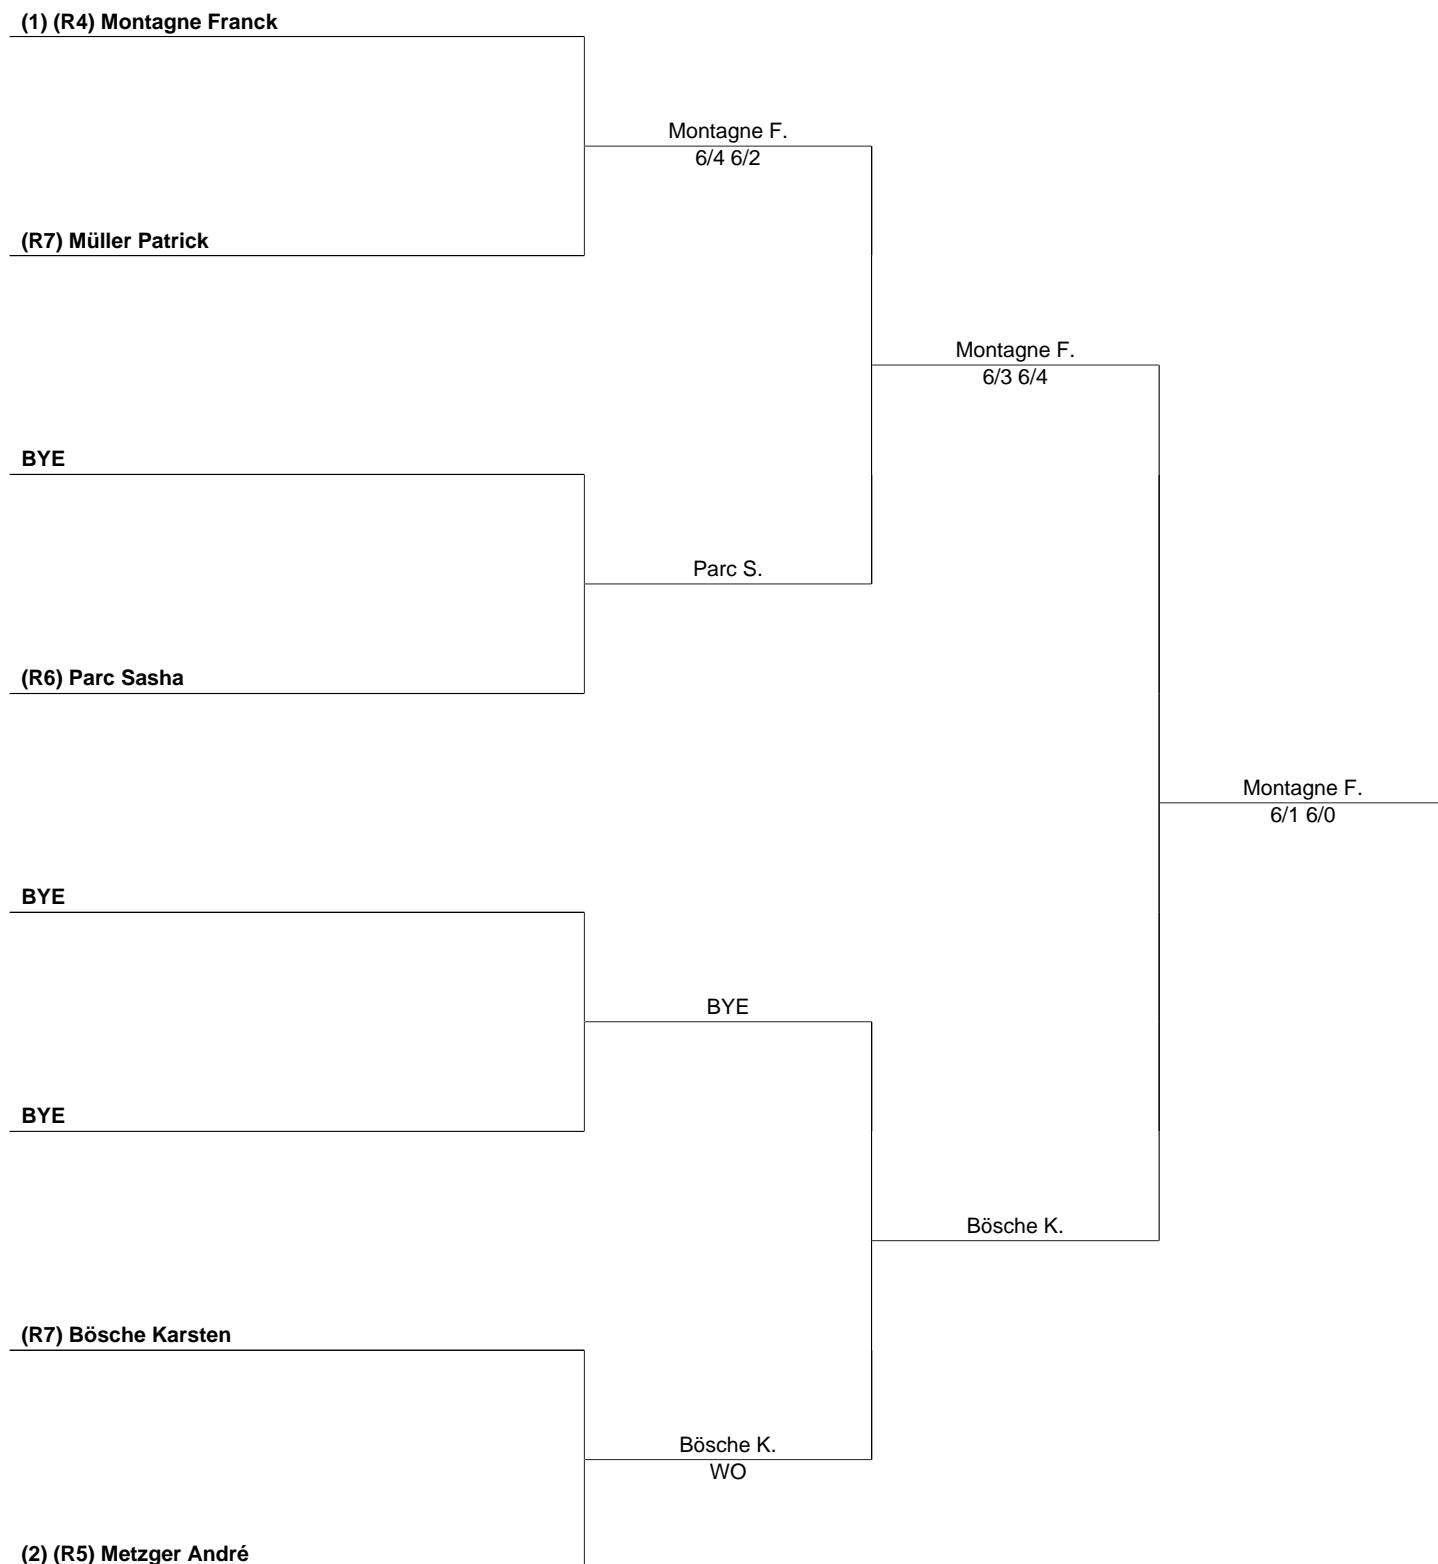 (1) (R4) Montagne Franck
Montagne F.
6/4 6/2
(R7) Müller Patrick
Montagne F.
6/3 6/4
BYE
Parc S.
(R6) Parc Sasha
Montagne F.
6/1 6/0
BYE
BYE
BYE
Bösche K.
(R7) Bösche Karsten
Bösche K.
WO
(2) (R5) Metzger André